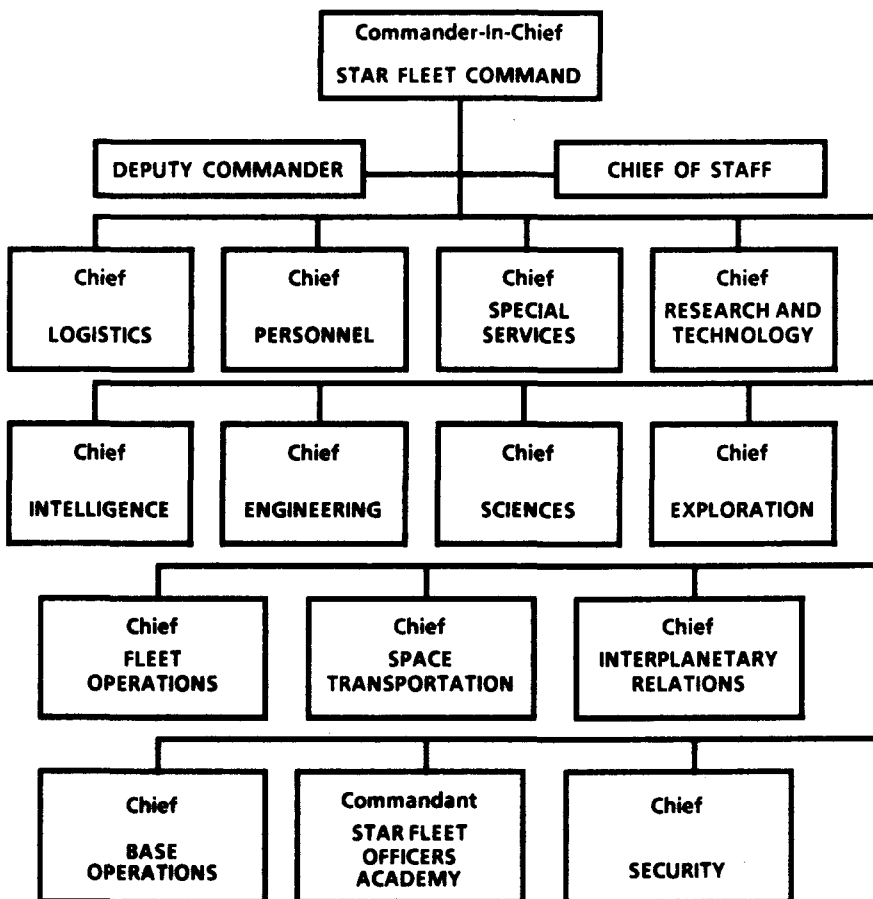 Commander-In-Chief
STAR FLEET COMMAND
DEPUTY COMMANDER
CHIEF OF STAFF
Chief
LOGISTICS
Chief
PERSONNEL
Chief
SPECIAL
SERVICES
Chief
RESEARCH AND
TECHNOLOGY
Chief
INTELLIGENCE
Chief
ENGINEERING
Chief
SCIENCES
Chief
EXPLORATION
Chief
FLEET
OPERATIONS
Chief
SPACE
TRANSPORTATION
Chief
INTERPLANETARY
RELATIONS
Chief
BASE
OPERATIONS
Commandant
STAR FLEET
OFFICERS
ACADEMY
Chief
SECURITY